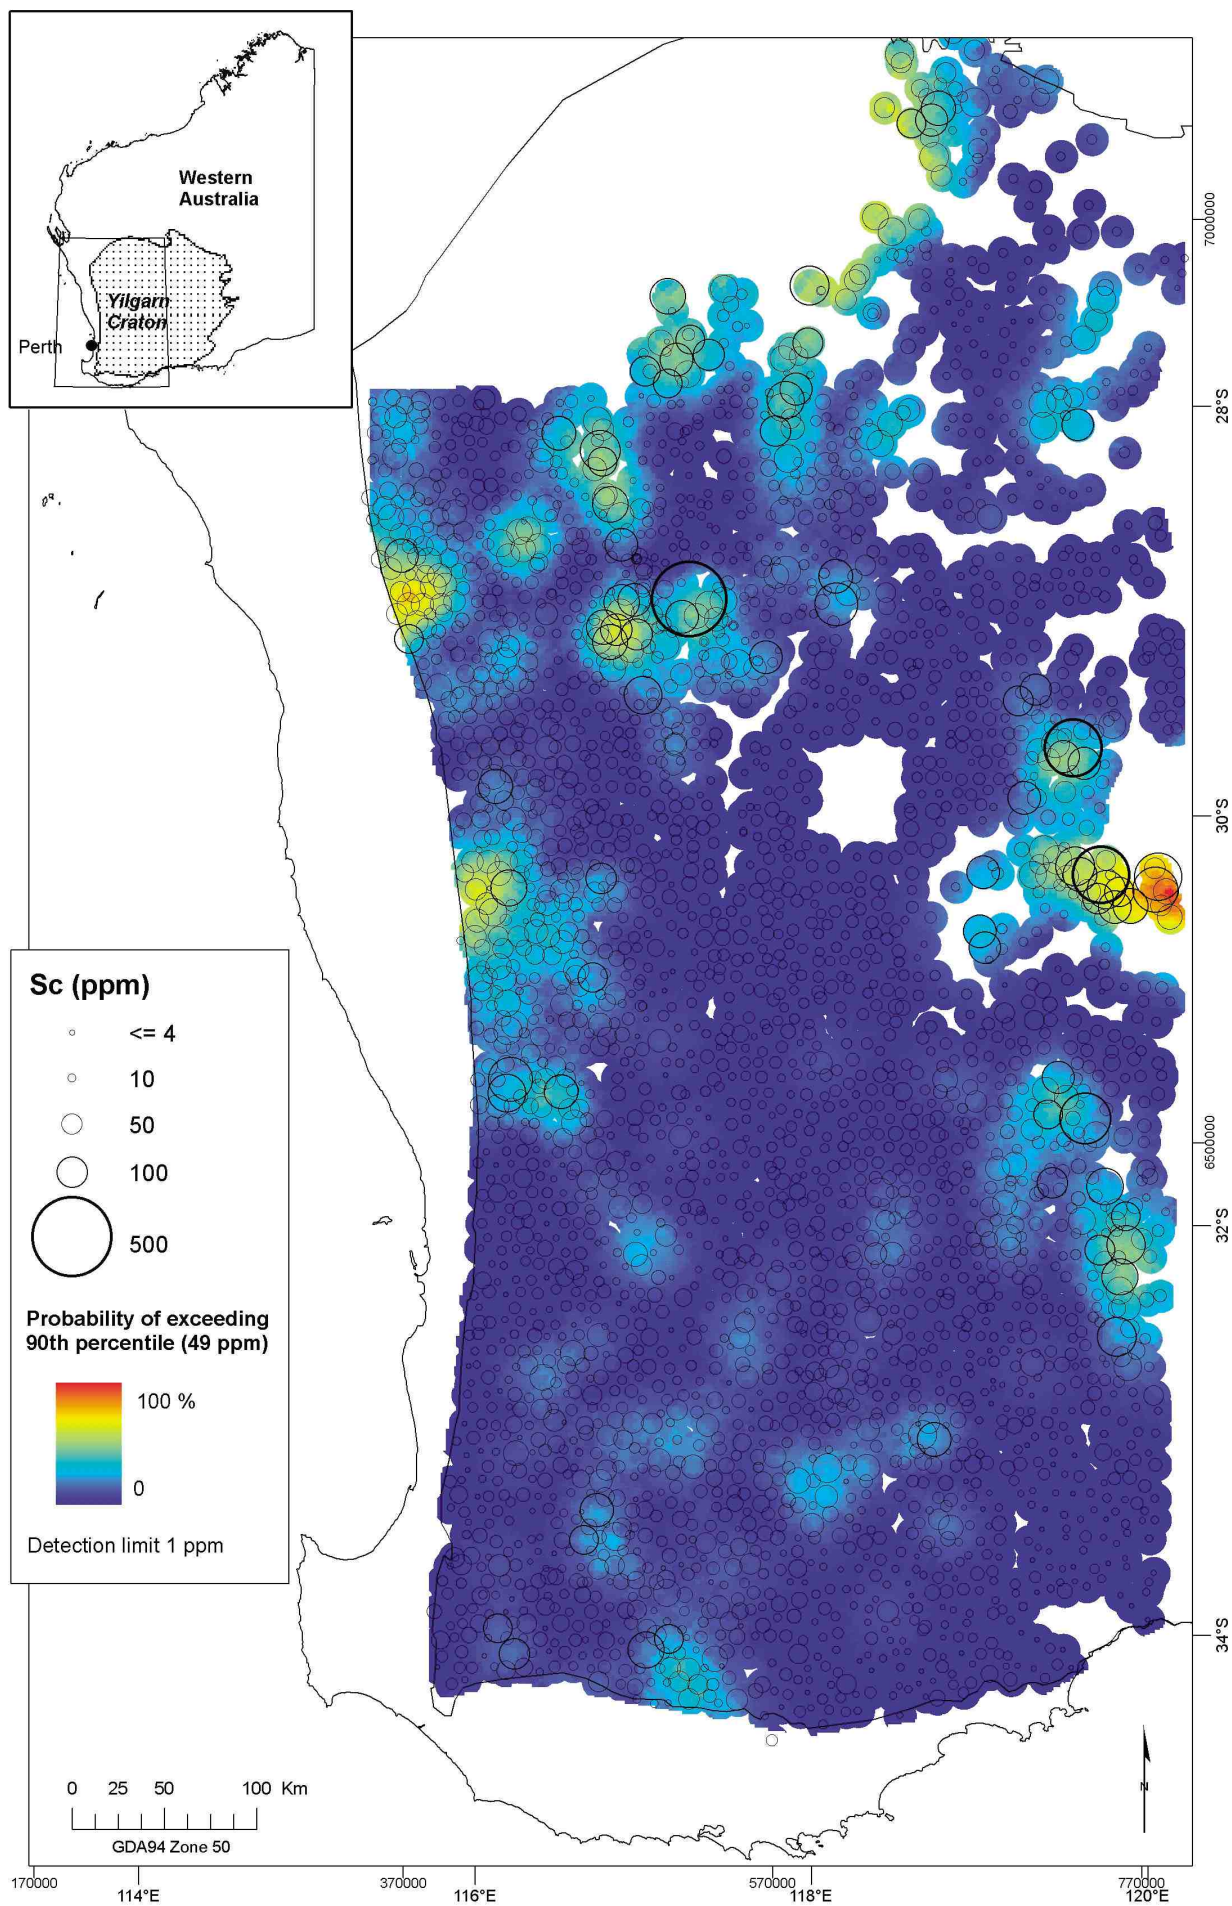 Western
Australia
Yilgarn
Craton
Perth
7000000
28°S
30°S
6500000
32°S
34°S
Sc (ppm)
<= 4
10
50
100
500
Probability of exceeding
90th percentile (49 ppm)
100 %
0
Detection limit 1 ppm
0 25 50 100 Km
GDA94 Zone 50
N
170000 370000 570000 770000
114°E 116°E 118°E 120°E